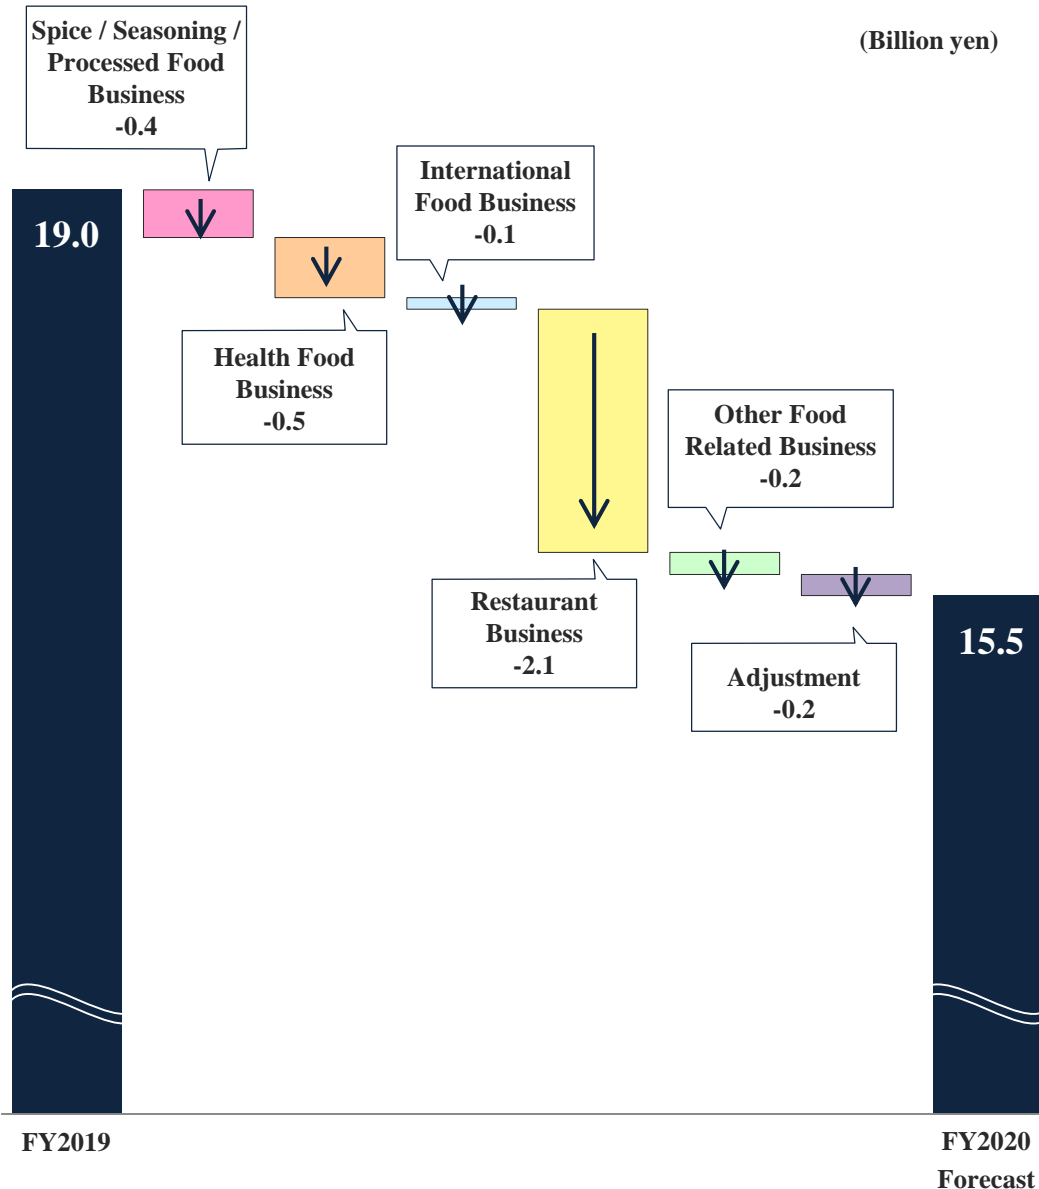 Spice / Seasoning /
Processed Food
Business
-0.4
(Billion yen)
International
Food Business
-0.1
19.0
Health Food
Business
-0.5
Other Food
Related Business
-0.2
Restaurant
Business
-2.1
15.5
Adjustment
-0.2
FY2019
FY2020
Forecast